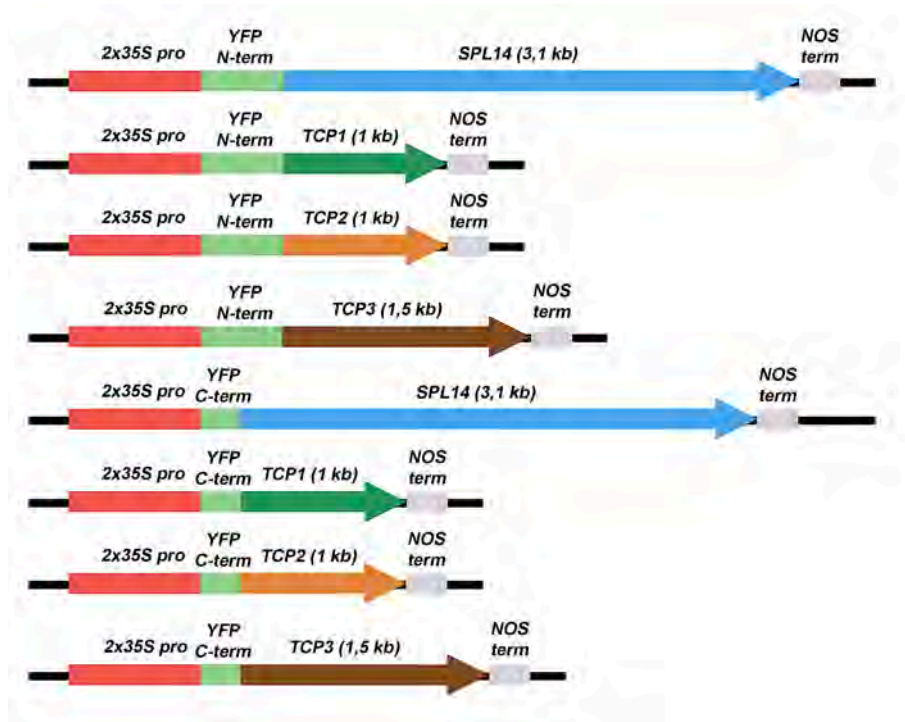 2x35S pro YFP N-term SPL14 (3,1 kb) NOS term
2x35S pro YFP N-term TCP1 (1 kb) NOS term
2x35S pro YFP N-term TCP2 (1 kb) NOS term
2x35S pro YFP N-term TCP3 (1,5 kb) NOS term
2x35S pro YFP C-term SPL14 (3,1 kb) NOS term
2x35S pro YFP C-term TCP1 (1 kb) NOS term
2x35S pro YFP C-term TCP2 (1 kb) NOS term
2x35S pro YFP C-term TCP3 (1,5 kb) NOS term